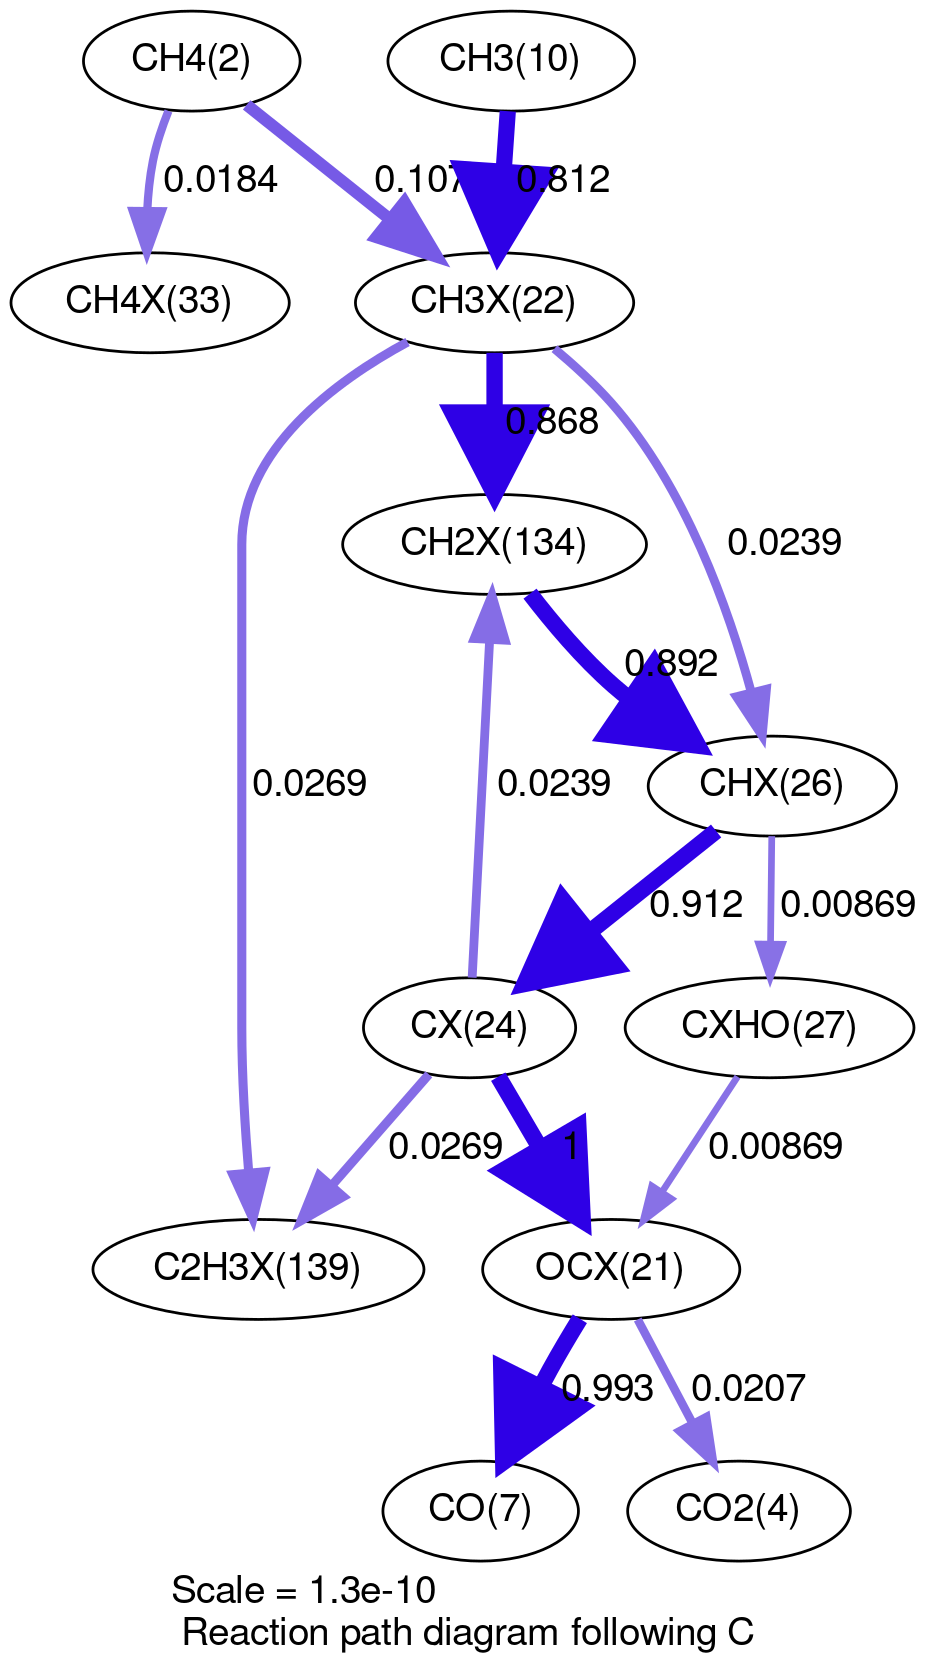 CH4(2)
CH3(10)
0.0184
0.107
0.812
CH4X(33)
CH3X(22)
0.868
CH2X(134)
0.0239
0.892
0.0269
0.0239
CHX(26)
0.912
0.00869
CX(24)
CXHO(27)
0.0269
1
0.00869
C2H3X(139)
OCX(21)
0.993
0.0207
CO(7)
CO2(4)
Scale = 1.3e-10
Reaction path diagram following C